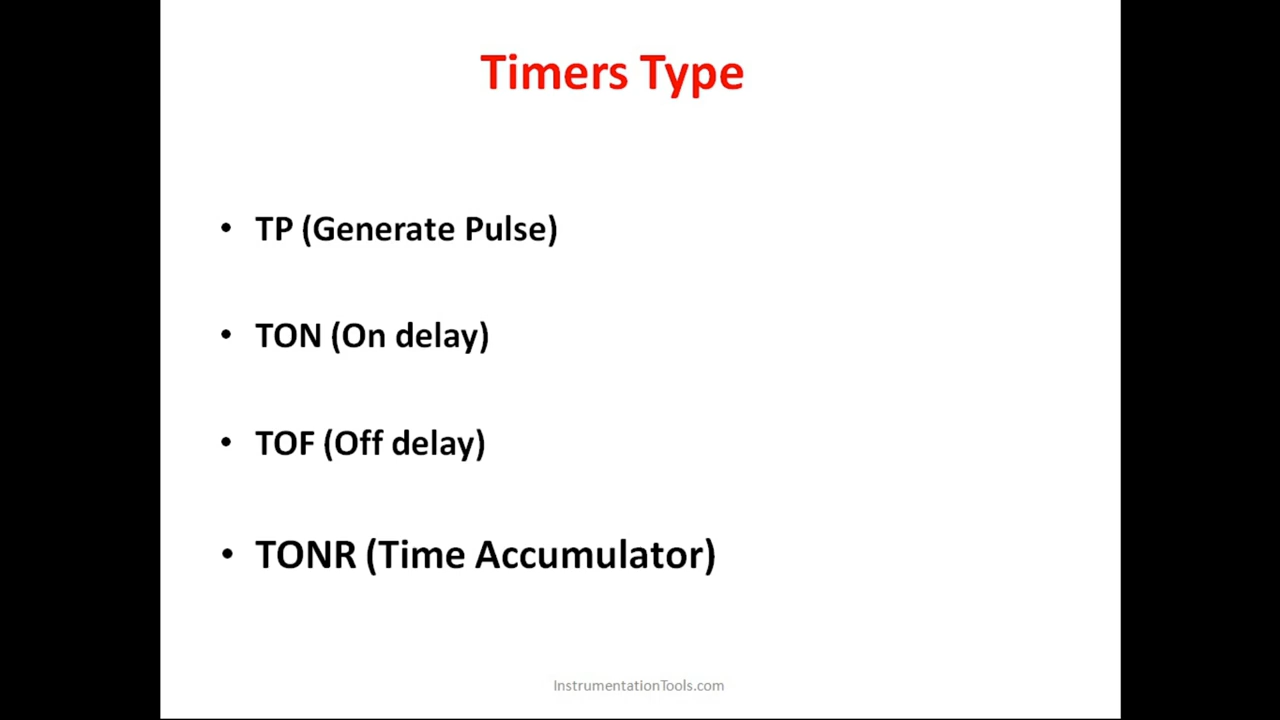 Timers Type
• TP (Generate Pulse)
• TON (On delay)
• TOF (Off delay)
• TONR (Time Accumulator)
InstrumentationTools.com